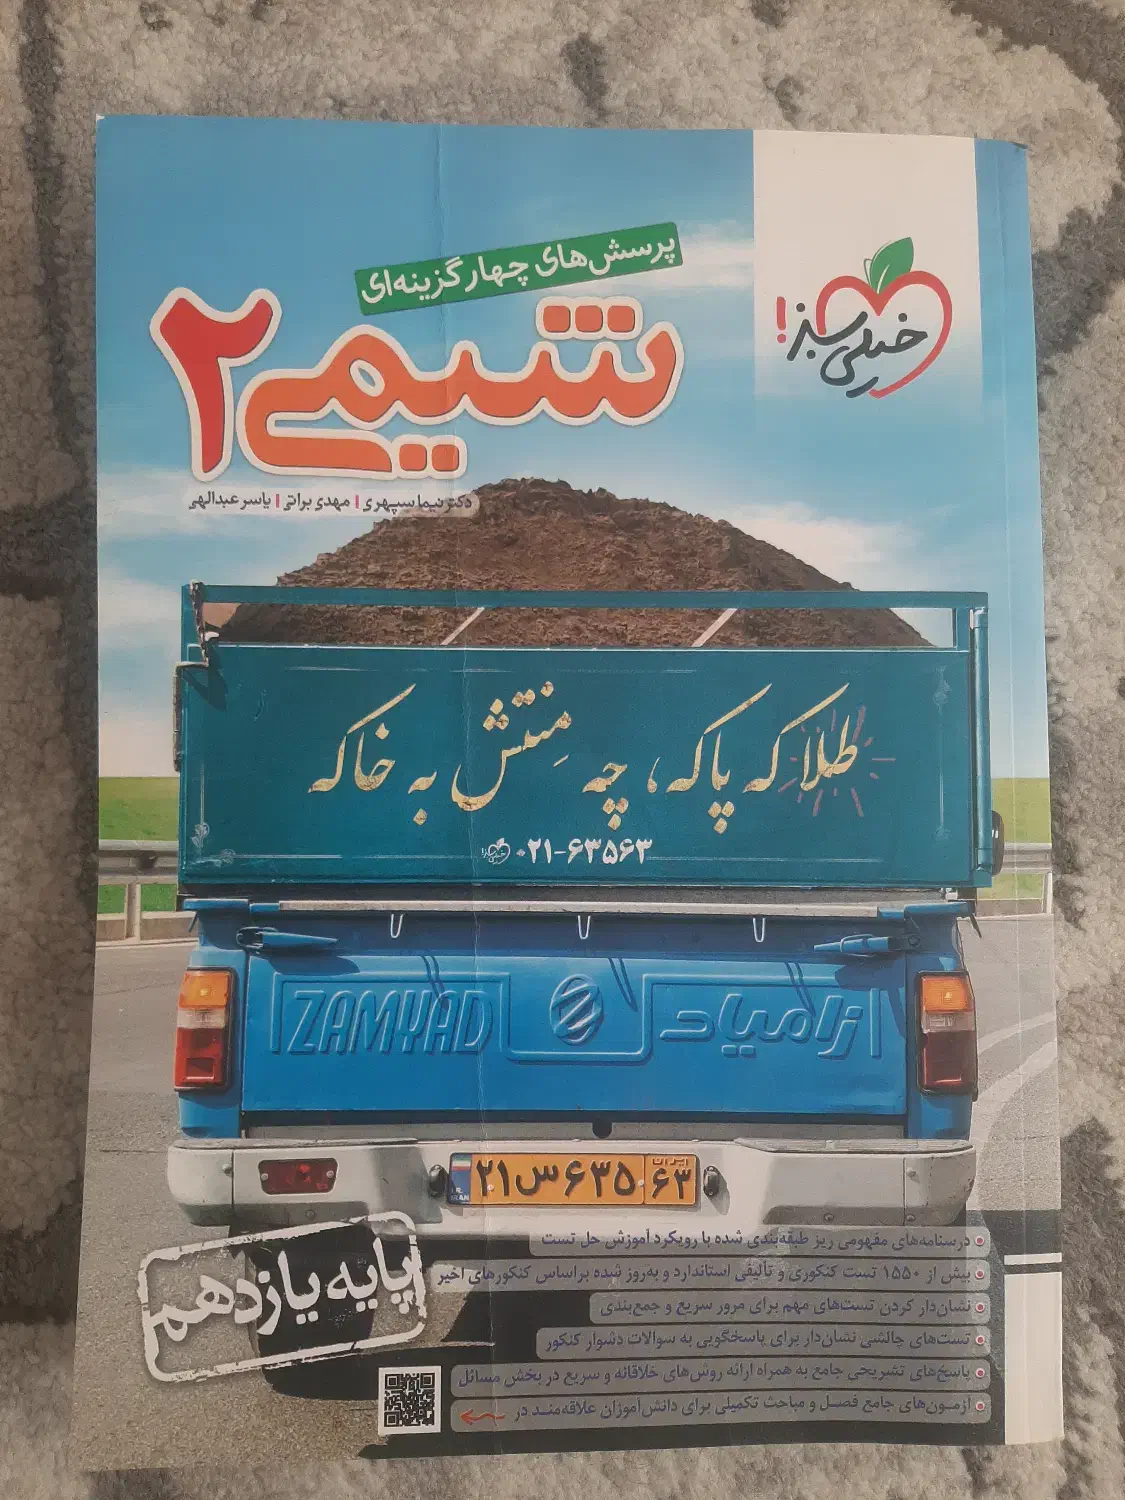 خیلی سبز!
پرسش‌های چهارگزینه‌ای
شیمی ۲
دکتر نیما سپهری | مهدی براتی | یاسر عبدالهی
طلا که پاکه، چه مِنتش به خاکه
۰۲۱-۶۳۵۶۳
خیلی سبز
ZAMYAD زامیاد
I.R. IRAN ۲۱ س ۶۳۵ ایران ۶۳
پایه یازدهم
درسنامه‌های مفهومی ریز طبقه‌بندی شده با رویکرد آموزش حل تست
بیش از ۱۵۵۰ تست کنکوری و تألیفی استاندارد و به‌روز شده براساس کنکورهای اخیر
نشان‌دار کردن تست‌های مهم برای مرور سریع و جمع‌بندی
تست‌های چالشی نشان‌دار برای پاسخگویی به سوالات دشوار کنکور
پاسخ‌های تشریحی جامع به همراه ارائه روش‌های خلاقانه و سریع در بخش مسائل
آزمون‌های جامع فصل و مباحث تکمیلی برای دانش‌آموزان علاقه‌مند در